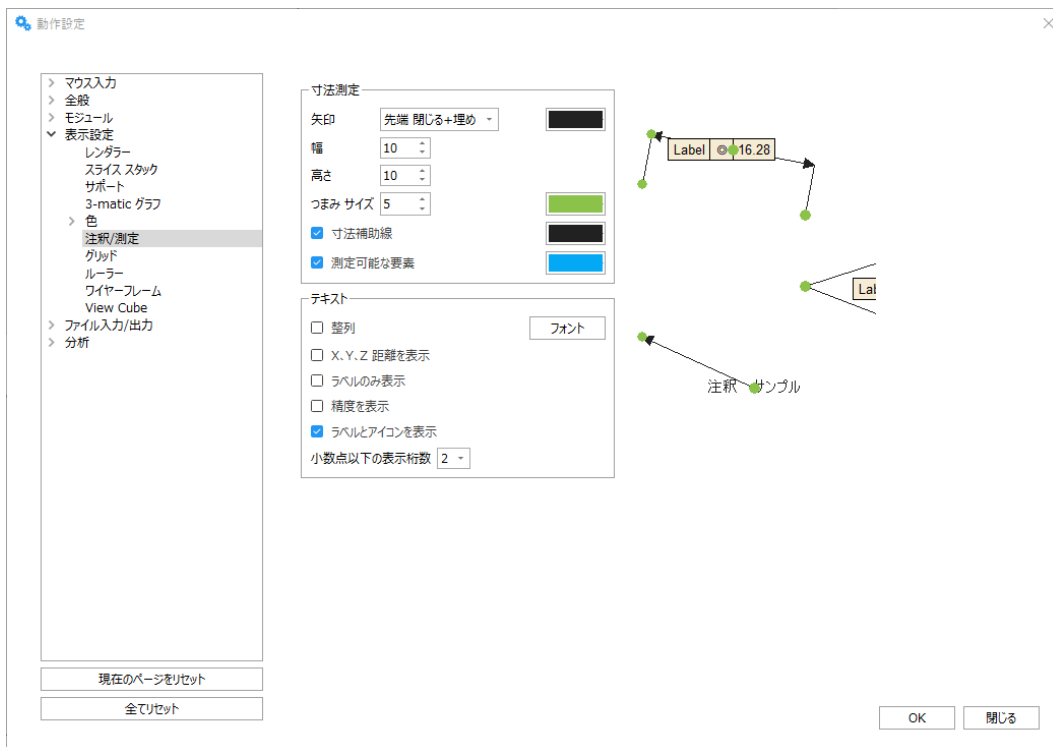 動作設定
マウス入力
全般
モジュール
表示設定
レンダラー
スライス スタック
サポート
3-matic グラフ
色
注釈/測定
グリッド
ルーラー
ワイヤーフレーム
View Cube
ファイル入力/出力
分析
現在のページをリセット
全てリセット
寸法測定
矢印 先端 閉じる+埋め
幅 10
高さ 10
つまみ サイズ 5
寸法補助線
測定可能な要素
テキスト
整列 フォント
X、Y、Z 距離を表示
ラベルのみ表示
精度を表示
ラベルとアイコンを表示
小数点以下の表示桁数 2
Label 16.28
Lab
注釈 サンプル
OK 閉じる